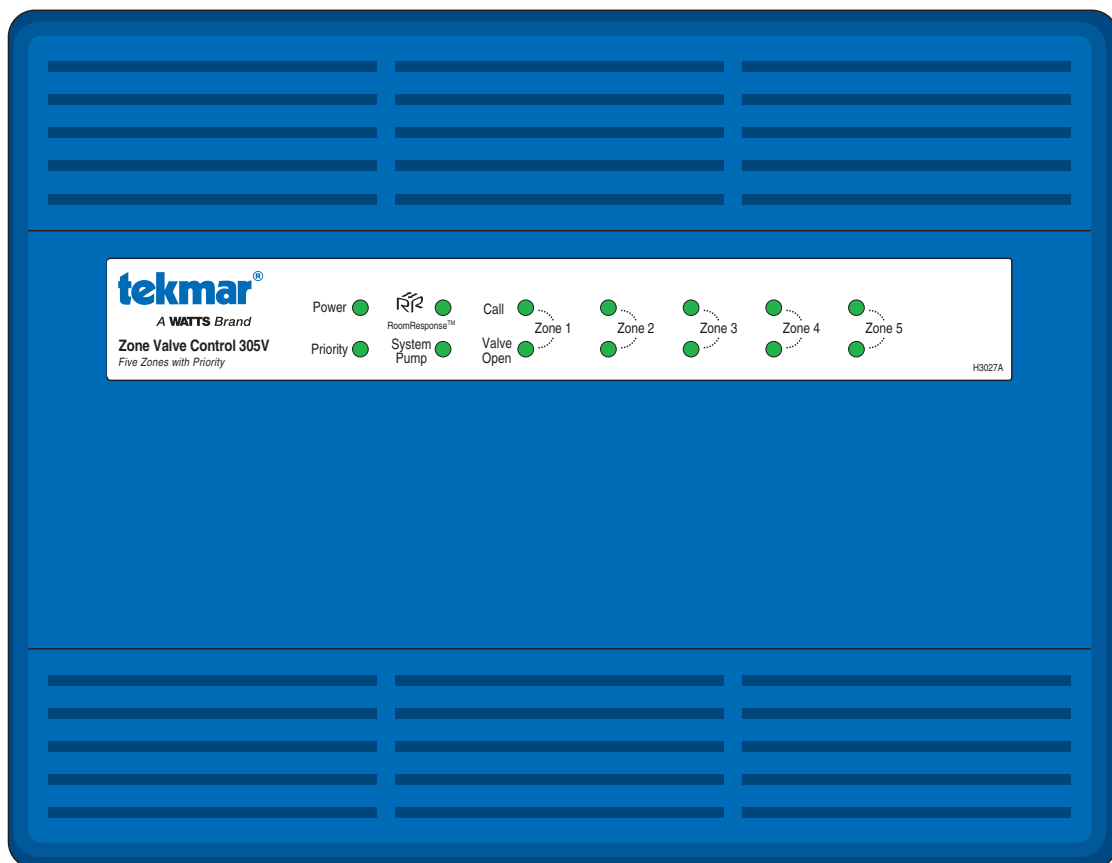 tekmar®
A WATTS Brand
Zone Valve Control 305V
Five Zones with Priority
Power
Priority
RoomResponse™
System
Pump
Call
Valve
Open
Zone 1
Zone 2
Zone 3
Zone 4
Zone 5
H3027A